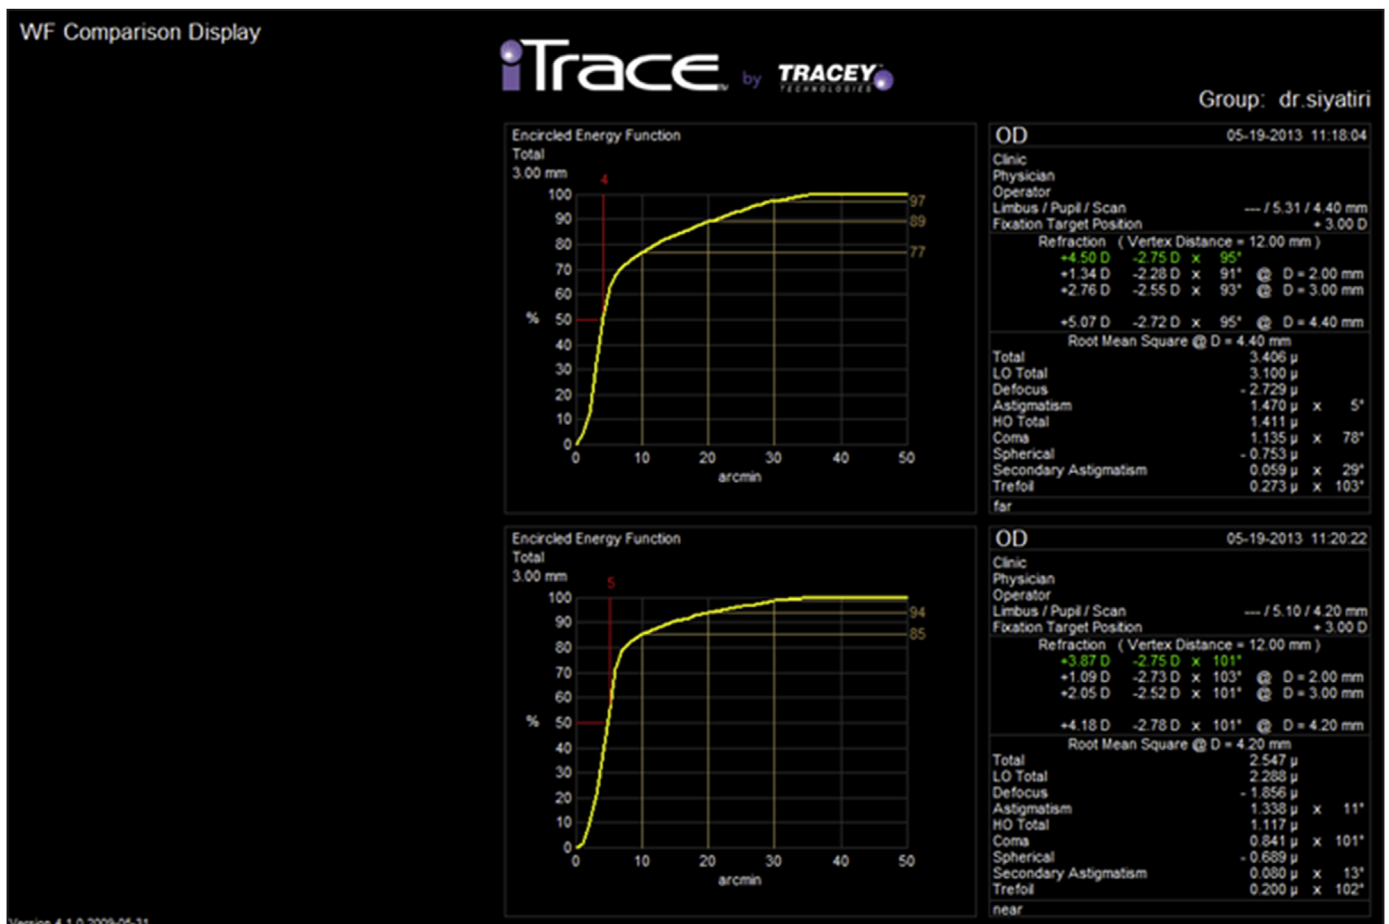 WF Comparison Display
iTrace by TRACEY TECHNOLOGIES
Group: dr.siyatiri
Encircled Energy Function
Total
3.00 mm
4
100
90
80
70
60
% 50
40
30
20
10
0
97
89
77
0 10 20 30 40 50
arcmin
OD 05-19-2013 11:18:04
Clinic
Physician
Operator
Limbus / Pupil / Scan --- / 5.31 / 4.40 mm
Fixation Target Position + 3.00 D
Refraction ( Vertex Distance = 12.00 mm )
+4.50 D -2.75 D x 95°
+1.34 D -2.28 D x 91° @ D = 2.00 mm
+2.76 D -2.55 D x 93° @ D = 3.00 mm
+5.07 D -2.72 D x 95° @ D = 4.40 mm
Root Mean Square @ D = 4.40 mm
Total 3.406 µ
LO Total 3.100 µ
Defocus - 2.729 µ
Astigmatism 1.470 µ x 5°
HO Total 1.411 µ
Coma 1.135 µ x 78°
Spherical - 0.753 µ
Secondary Astigmatism 0.059 µ x 29°
Trefoil 0.273 µ x 103°
far
Encircled Energy Function
Total
3.00 mm
5
100
90
80
70
60
% 50
40
30
20
10
0
94
85
0 10 20 30 40 50
arcmin
OD 05-19-2013 11:20:22
Clinic
Physician
Operator
Limbus / Pupil / Scan --- / 5.10 / 4.20 mm
Fixation Target Position + 3.00 D
Refraction ( Vertex Distance = 12.00 mm )
+3.87 D -2.75 D x 101°
+1.09 D -2.73 D x 103° @ D = 2.00 mm
+2.05 D -2.52 D x 101° @ D = 3.00 mm
+4.18 D -2.78 D x 101° @ D = 4.20 mm
Root Mean Square @ D = 4.20 mm
Total 2.547 µ
LO Total 2.288 µ
Defocus - 1.856 µ
Astigmatism 1.338 µ x 11°
HO Total 1.117 µ
Coma 0.841 µ x 101°
Spherical - 0.689 µ
Secondary Astigmatism 0.080 µ x 13°
Trefoil 0.200 µ x 102°
near
Version 4.1.0 2009-05-31